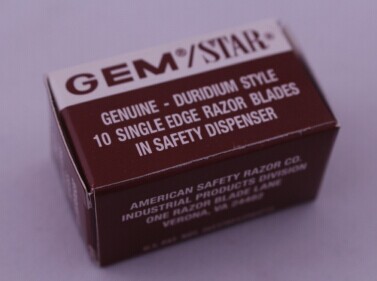 GEM®/STAR®
GENUINE - DURIDIUM STYLE
10 SINGLE EDGE RAZOR BLADES
IN SAFETY DISPENSER
AMERICAN SAFETY RAZOR CO.
INDUSTRIAL PRODUCTS DIVISION
ONE RAZOR BLADE LANE
VERONA, VA 24482